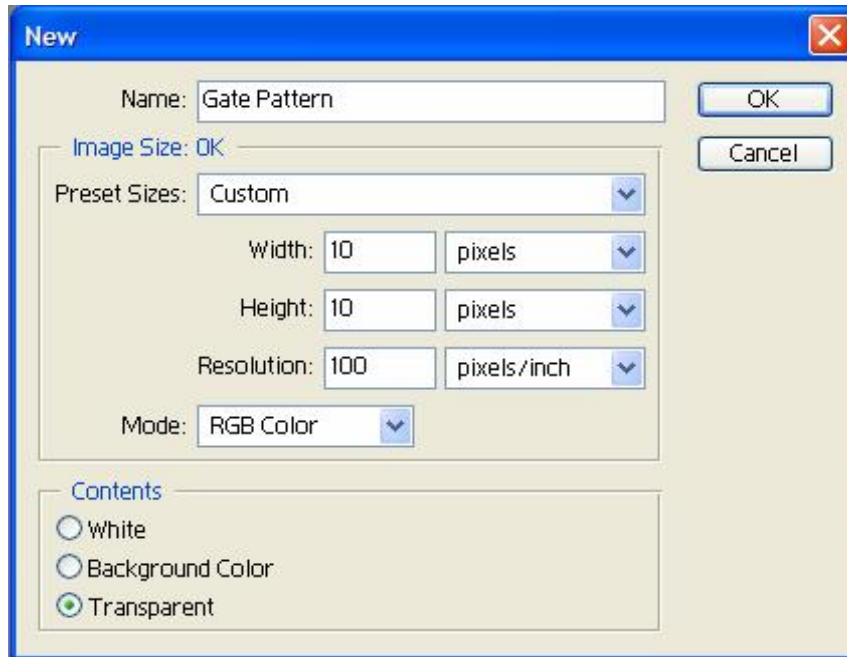 New
Name: Gate Pattern
OK
Image Size: OK
Cancel
Preset Sizes: Custom
Width: 10 pixels
Height: 10 pixels
Resolution: 100 pixels/inch
Mode: RGB Color
Contents
White
Background Color
Transparent